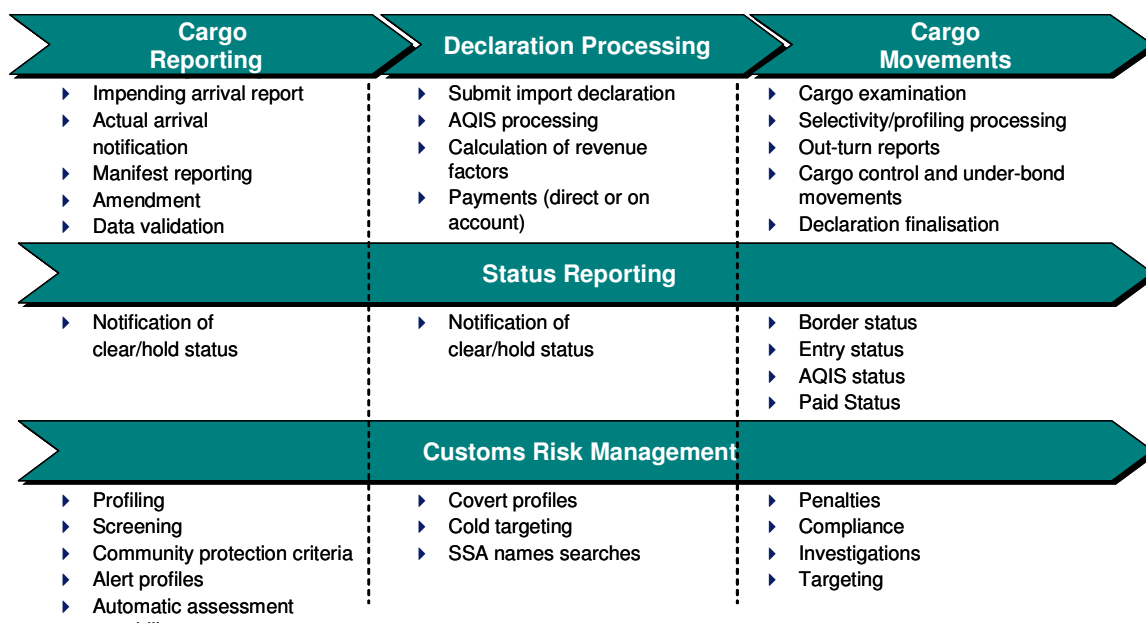 Cargo
Reporting
Declaration Processing
Cargo
Movements
Impending arrival report
Actual arrival
notification
Manifest reporting
Amendment
Data validation
Submit import declaration
AQIS processing
Calculation of revenue
factors
Payments (direct or on
account)
Cargo examination
Selectivity/profiling processing
Out-turn reports
Cargo control and under-bond
movements
Declaration finalisation
Status Reporting
Notification of
clear/hold status
Notification of
clear/hold status
Border status
Entry status
AQIS status
Paid Status
Customs Risk Management
Profiling
Screening
Community protection criteria
Alert profiles
Automatic assessment
Covert profiles
Cold targeting
SSA names searches
Penalties
Compliance
Investigations
Targeting